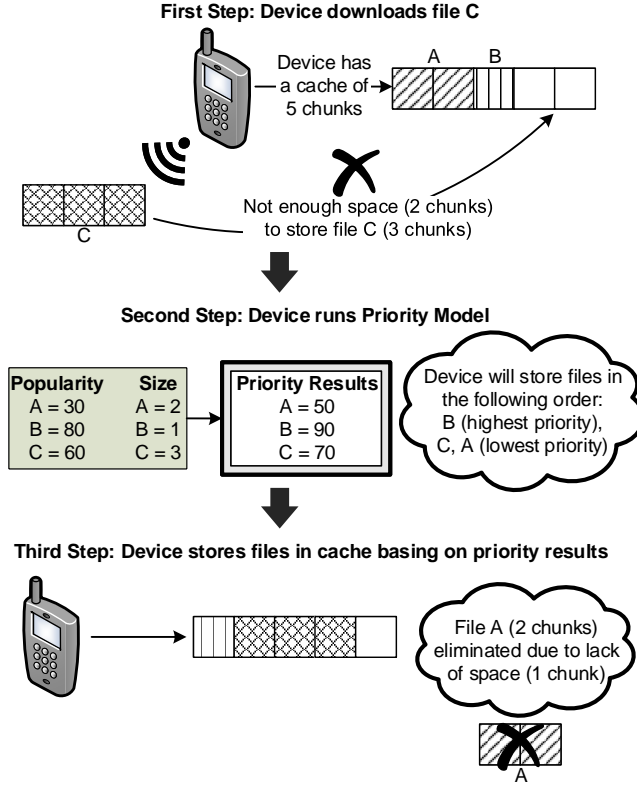 First Step: Device downloads file C
Device has
a cache of
5 chunks
A
B
C
Not enough space (2 chunks)
to store file C (3 chunks)
Second Step: Device runs Priority Model
Popularity Size
A = 30 A = 2
B = 80 B = 1
C = 60 C = 3
Priority Results
A = 50
B = 90
C = 70
Device will store files in
the following order:
B (highest priority),
C, A (lowest priority)
Third Step: Device stores files in cache basing on priority results
File A (2 chunks)
eliminated due to lack
of space (1 chunk)
A